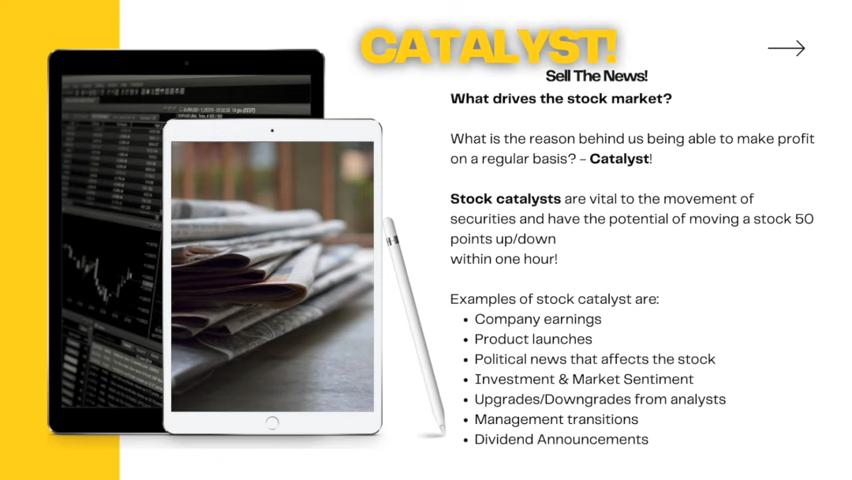 CATALYST!
Sell The News!
What drives the stock market?
What is the reason behind us being able to make profit
on a regular basis? - Catalyst!
Stock catalysts are vital to the movement of
securities and have the potential of moving a stock 50
points up/down
within one hour!
Examples of stock catalyst are:
• Company earnings
• Product launches
• Political news that affects the stock
• Investment & Market Sentiment
• Upgrades/Downgrades from analysts
• Management transitions
• Dividend Announcements